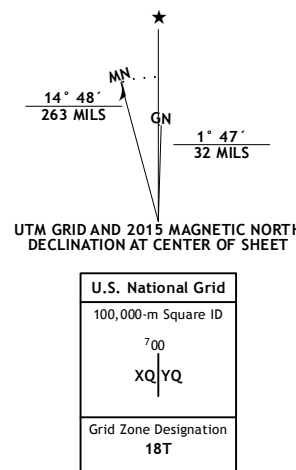 ★
MN
GN
14° 48´
263 MILS
1° 47´
32 MILS
UTM GRID AND 2015 MAGNETIC NORTH
DECLINATION AT CENTER OF SHEET
U.S. National Grid
100,000-m Square ID
⁷00
XQ YQ
Grid Zone Designation
18T